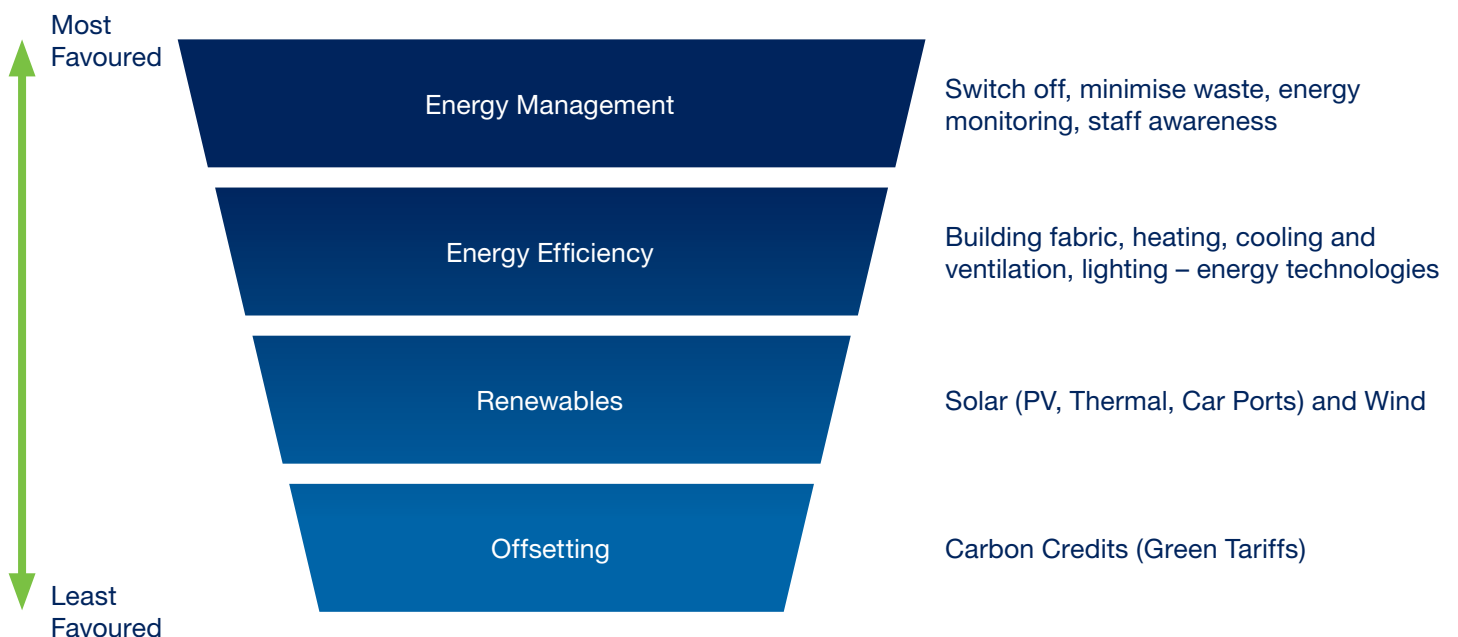 Most
Favoured
Energy Management
Switch off, minimise waste, energy
monitoring, staff awareness
Energy Efficiency
Building fabric, heating, cooling and
ventilation, lighting – energy technologies
Renewables
Solar (PV, Thermal, Car Ports) and Wind
Offsetting
Carbon Credits (Green Tariffs)
Least
Favoured